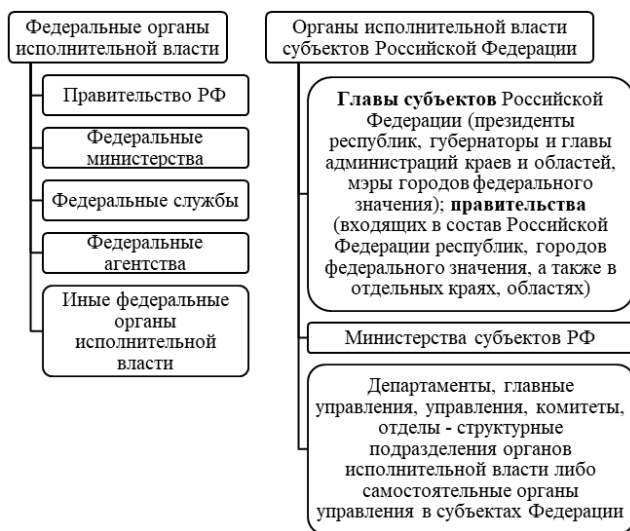 Федеральные органы
исполнительной власти
Правительство РФ
Федеральные
министерства
Федеральные службы
Федеральные
агентства
Иные федеральные
органы
исполнительной
власти
Органы исполнительной власти
субъектов Российской Федерации
Главы субъектов Российской
Федерации (президенты
республик, губернаторы и главы
администраций краев и областей,
мэры городов федерального
значения); правительства
(входящих в состав Российской
Федерации республик, городов
федерального значения, а также в
отдельных краях, областях)
Министерства субъектов РФ
Департаменты, главные
управления, управления, комитеты,
отделы - структурные
подразделения органов
исполнительной власти либо
самостоятельные органы
управления в субъектах Федерации